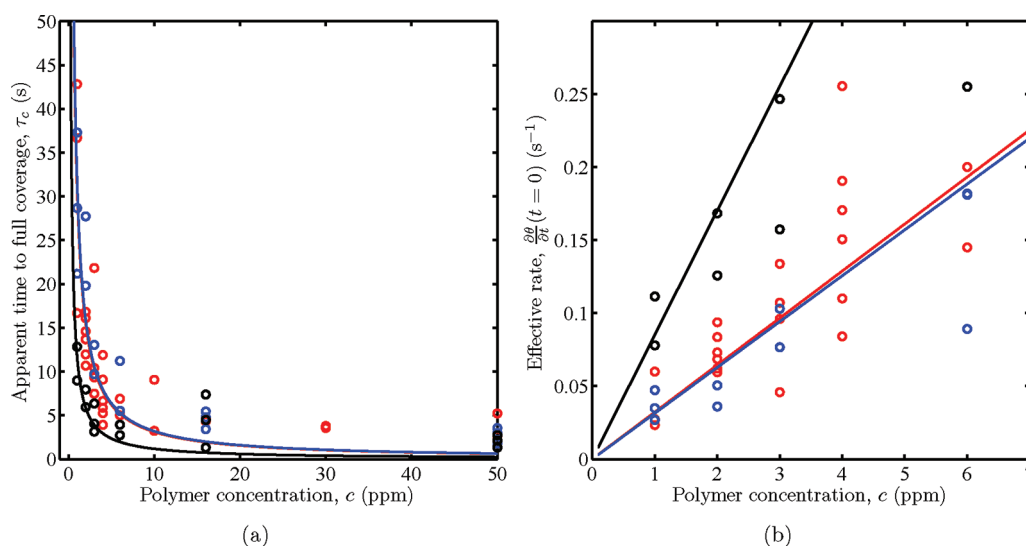 50
45
40
35
30
25
20
15
10
5
0
Apparent time to full coverage, τ_c (s)
0 10 20 30 40 50
Polymer concentration, c (ppm)
(a)
0.25
0.2
0.15
0.1
0.05
0
Effective rate, ∂θ/∂t (t = 0) (s⁻¹)
1 2 3 4 5 6
Polymer concentration, c (ppm)
(b)